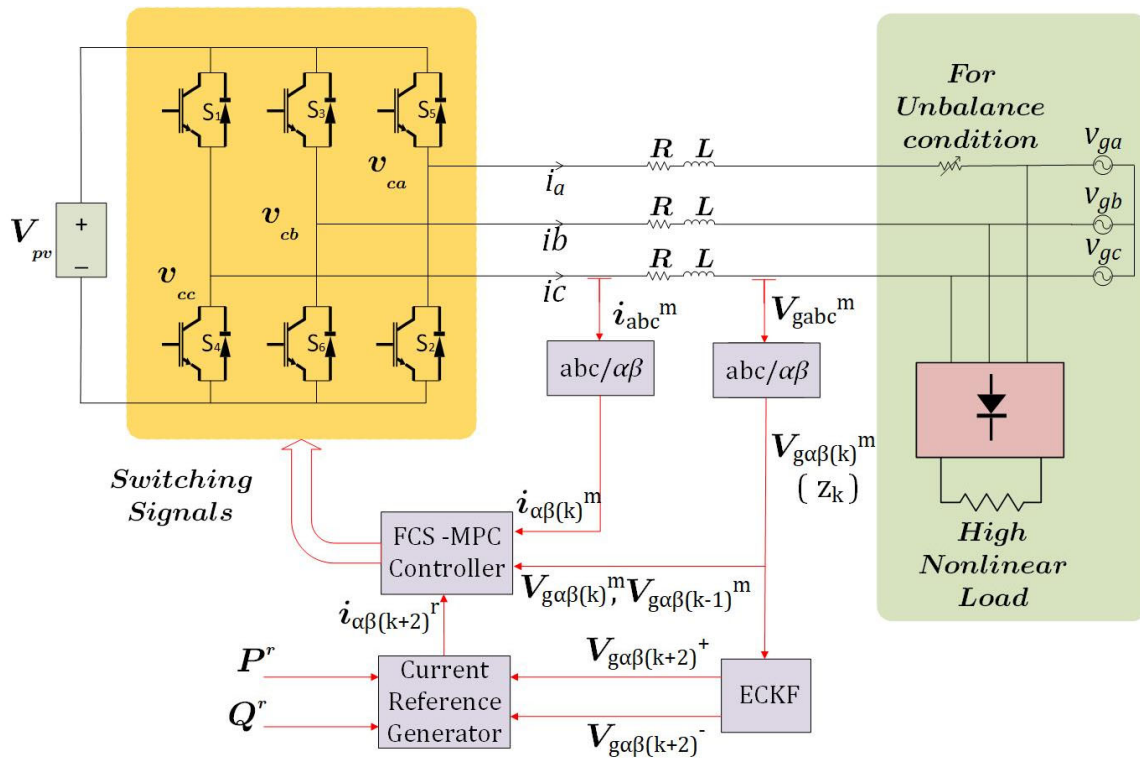 S₁
S₃
S₅
For
Unbalance
condition
v_ga
v_ca
i_a
R L
V_pv
+
−
v_cb
ib
R L
v_gb
v_cc
ic
R L
v_gc
i_abc^m
V_gabc^m
S₄
S₆
S₂
abc/αβ
abc/αβ
Switching
Signals
V_gαβ(k)^m
( z_k )
i_αβ(k)^m
FCS -MPC
Controller
V_gαβ(k)^m, V_gαβ(k-1)^m
High
Nonlinear
Load
i_αβ(k+2)^r
P^r
Q^r
Current
Reference
Generator
V_gαβ(k+2)^+
ECKF
V_gαβ(k+2)^-